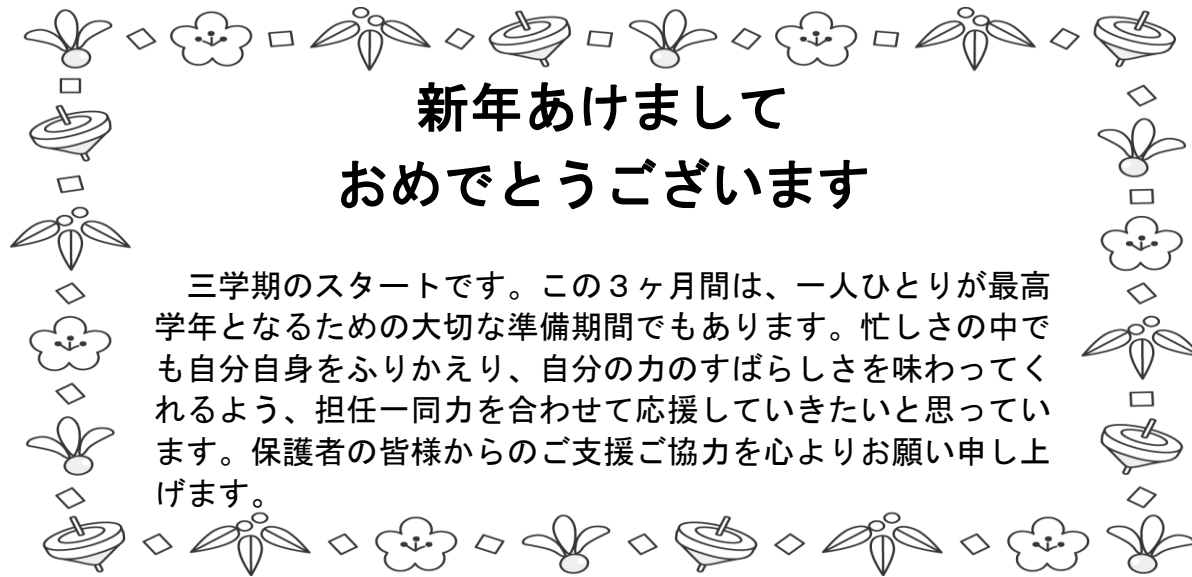 新年あけまして
おめでとうございます
　三学期のスタートです。この３ヶ月間は、一人ひとりが最高
学年となるための大切な準備期間でもあります。忙しさの中で
も自分自身をふりかえり、自分の力のすばらしさを味わってく
れるよう、担任一同力を合わせて応援していきたいと思ってい
ます。保護者の皆様からのご支援ご協力を心よりお願い申し上
げます。